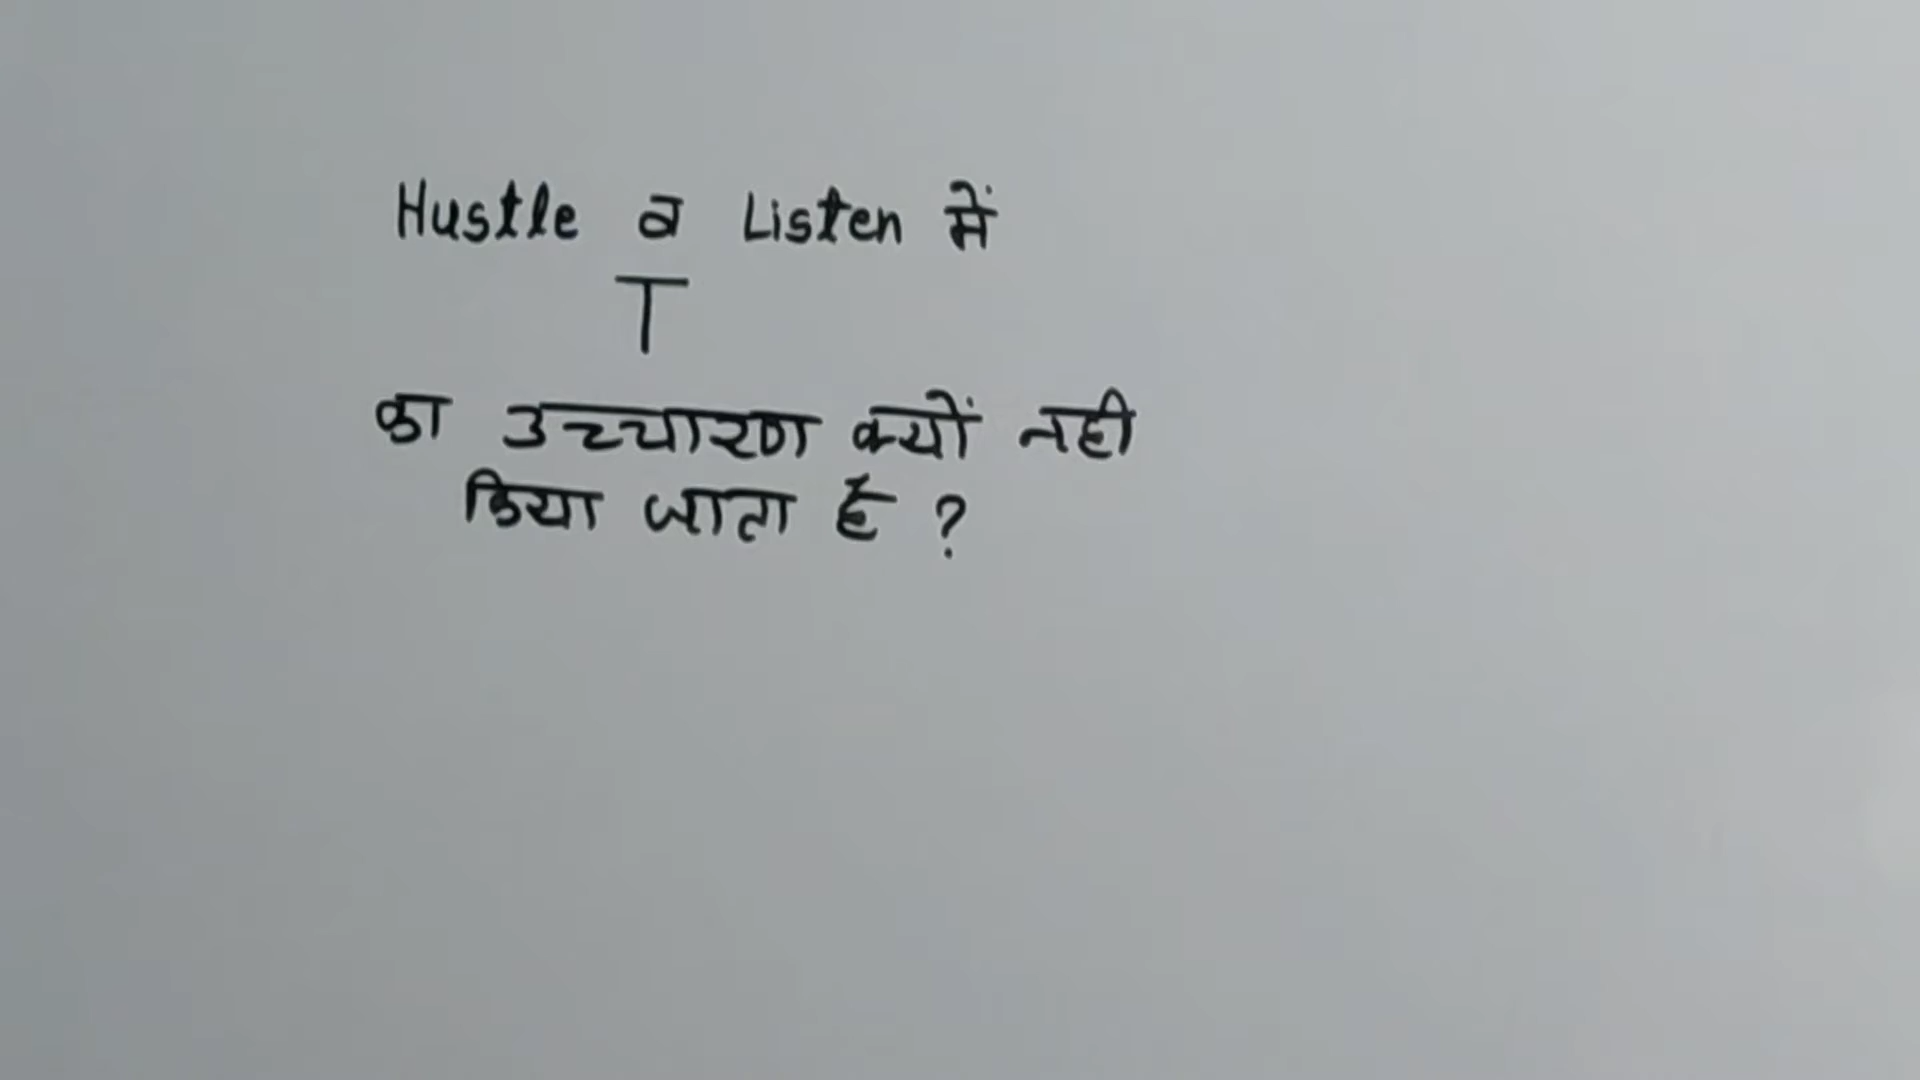 Hustle व Listen में
T
का उच्चारण क्यों नही
किया जाता है ?